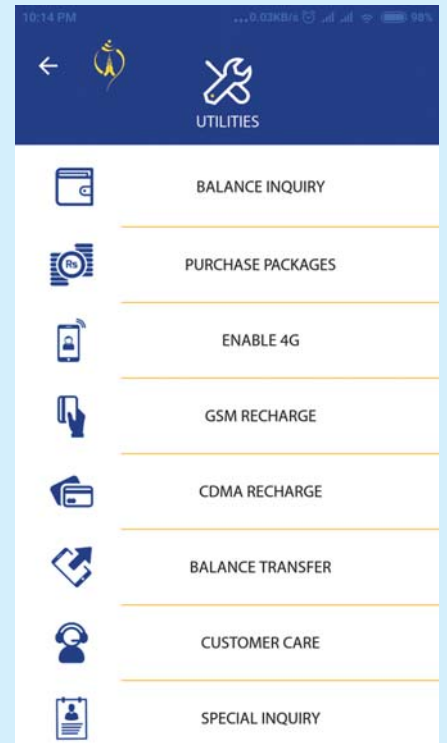 10:14 PM ...0.03KB/s 98%
UTILITIES
BALANCE INQUIRY
Rs
PURCHASE PACKAGES
ENABLE 4G
GSM RECHARGE
CDMA RECHARGE
BALANCE TRANSFER
CUSTOMER CARE
SPECIAL INQUIRY